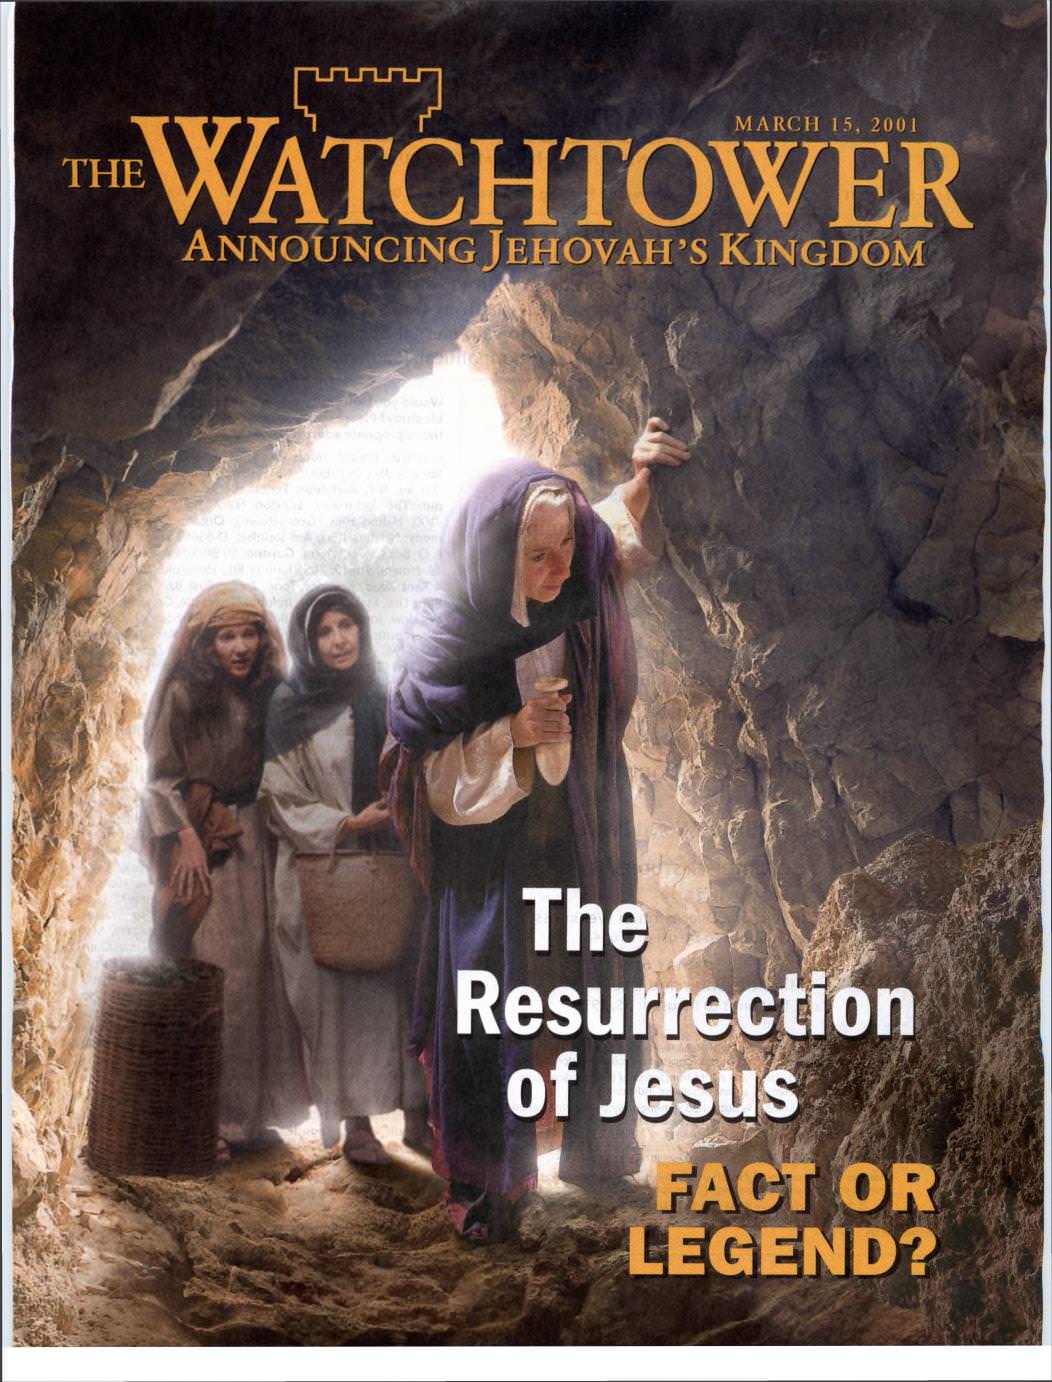 MARCH 15, 2001
THE WATCHTOWER
ANNOUNCING JEHOVAH'S KINGDOM
The
Resurrection
of Jesus
FACT OR
LEGEND?